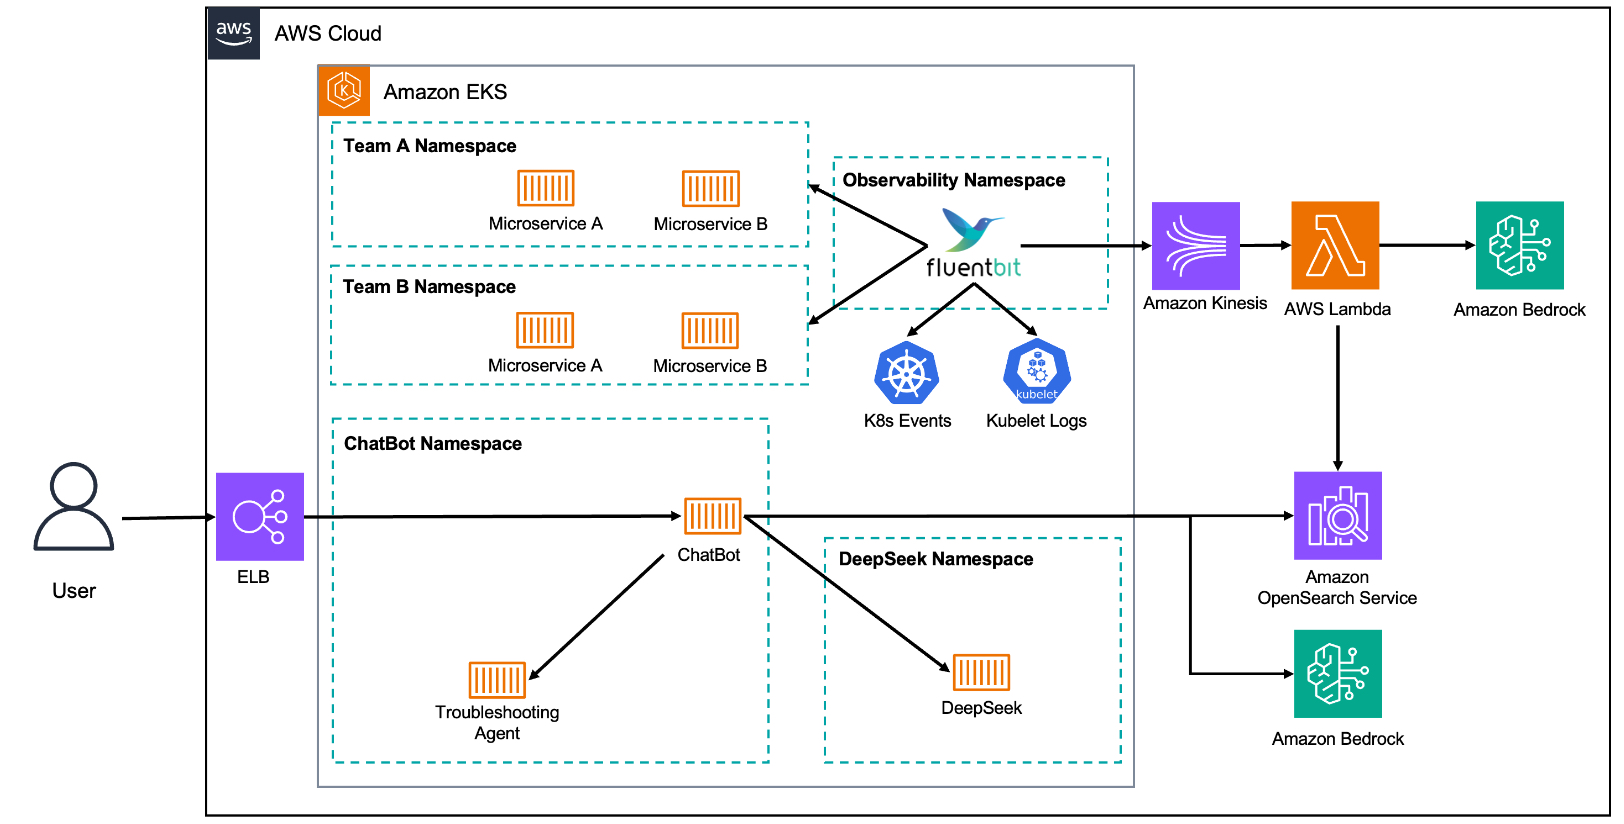 aws
AWS Cloud
Amazon EKS
Team A Namespace
Microservice A
Microservice B
Observability Namespace
fluentbit
Team B Namespace
Microservice A
Microservice B
Amazon Kinesis
AWS Lambda
Amazon Bedrock
kubelet
K8s Events
Kubelet Logs
ChatBot Namespace
ChatBot
User
ELB
DeepSeek Namespace
Amazon
OpenSearch Service
Troubleshooting
Agent
DeepSeek
Amazon Bedrock